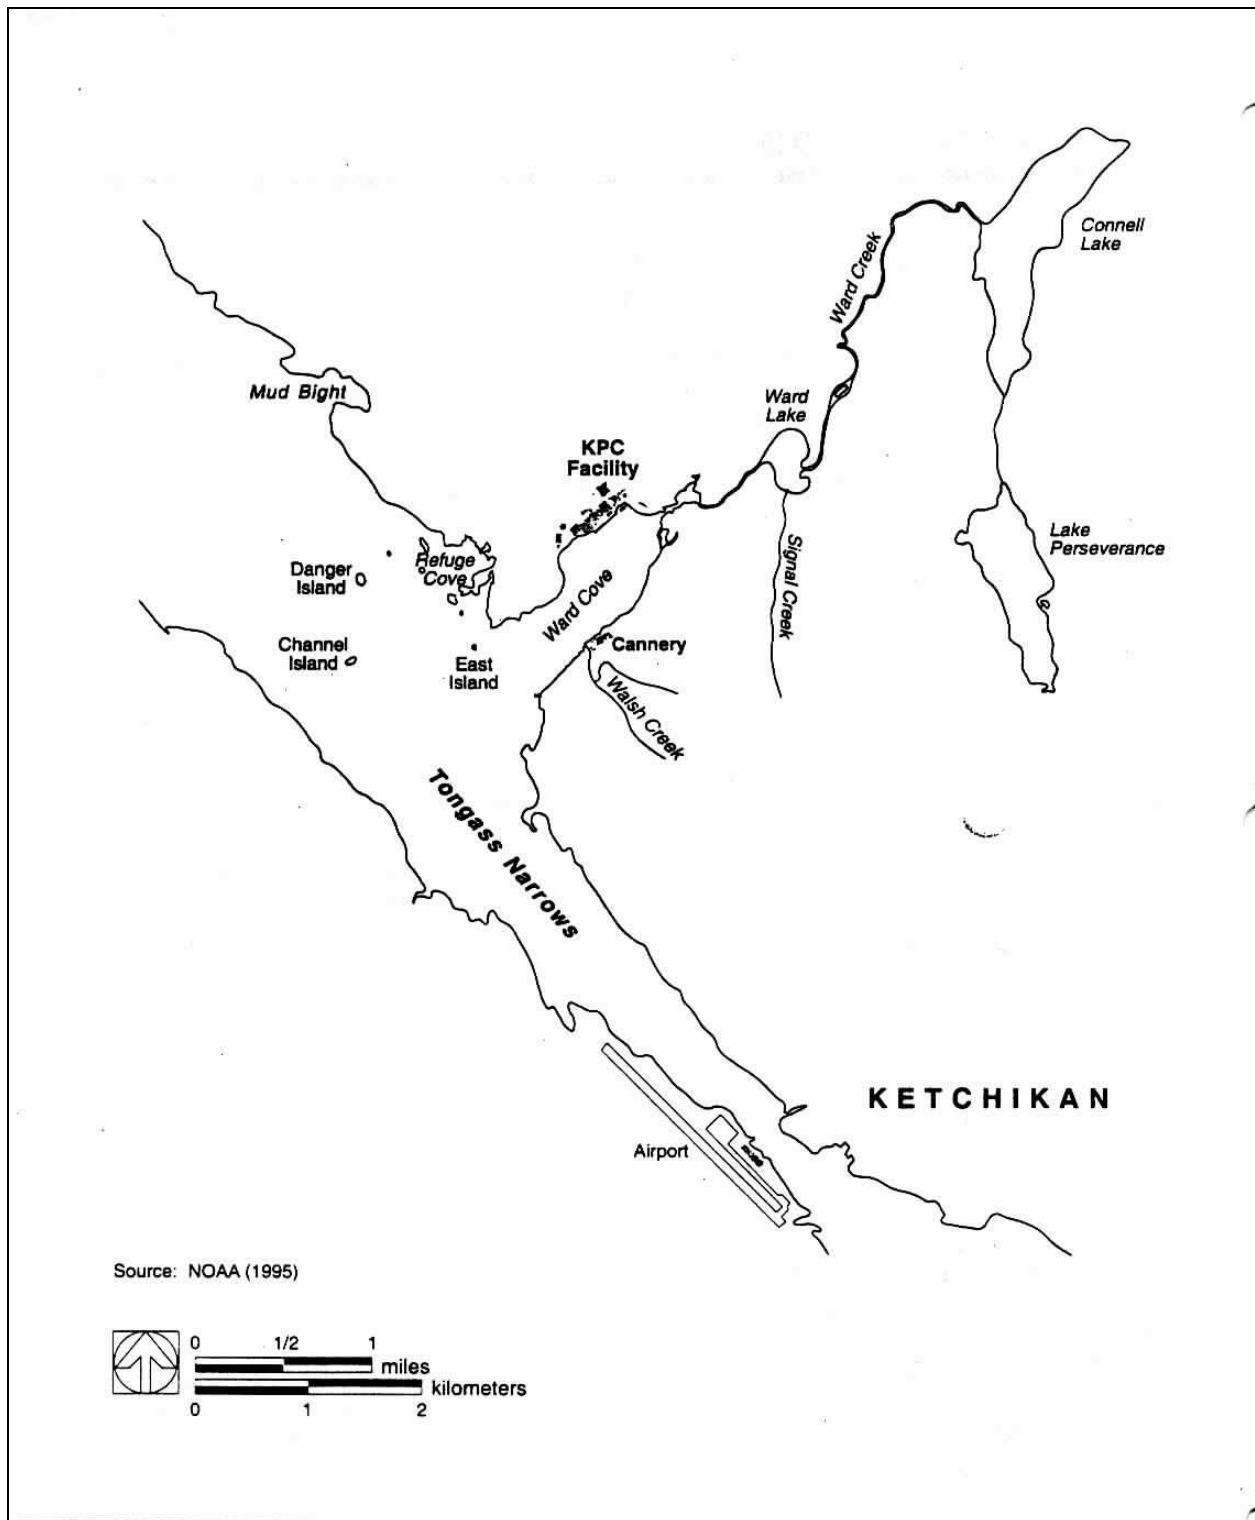 Connell
Lake
Ward Creek
Mud Bight
Ward
Lake
KPC
Facility
Lake
Perseverance
Signal Creek
Refuge
Cove
Danger
Island
Ward Cove
Channel
Island
East
Island
Cannery
Walsh Creek
Tongass Narrows
KETCHIKAN
Airport
Source: NOAA (1995)
0 1/2 1
miles
kilometers
0 1 2